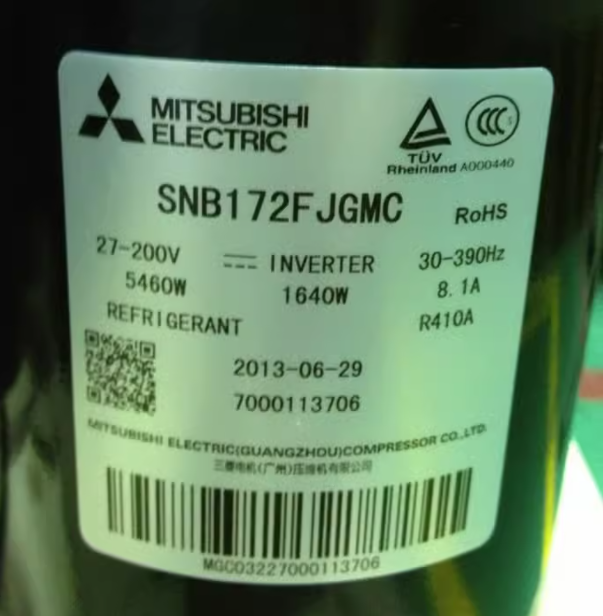 MITSUBISHI
ELECTRIC
CCC S
TÜV
Rheinland A000440
SNB172FJGMC
RoHS
27-200V INVERTER 30-390Hz
5460W 1640W 8.1A
REFRIGERANT R410A
2013-06-29
7000113706
MITSUBISHI ELECTRIC(GUANGZHOU)COMPRESSOR CO.,LTD.
三菱电机(广州)压缩机有限公司
MGC03227000113706